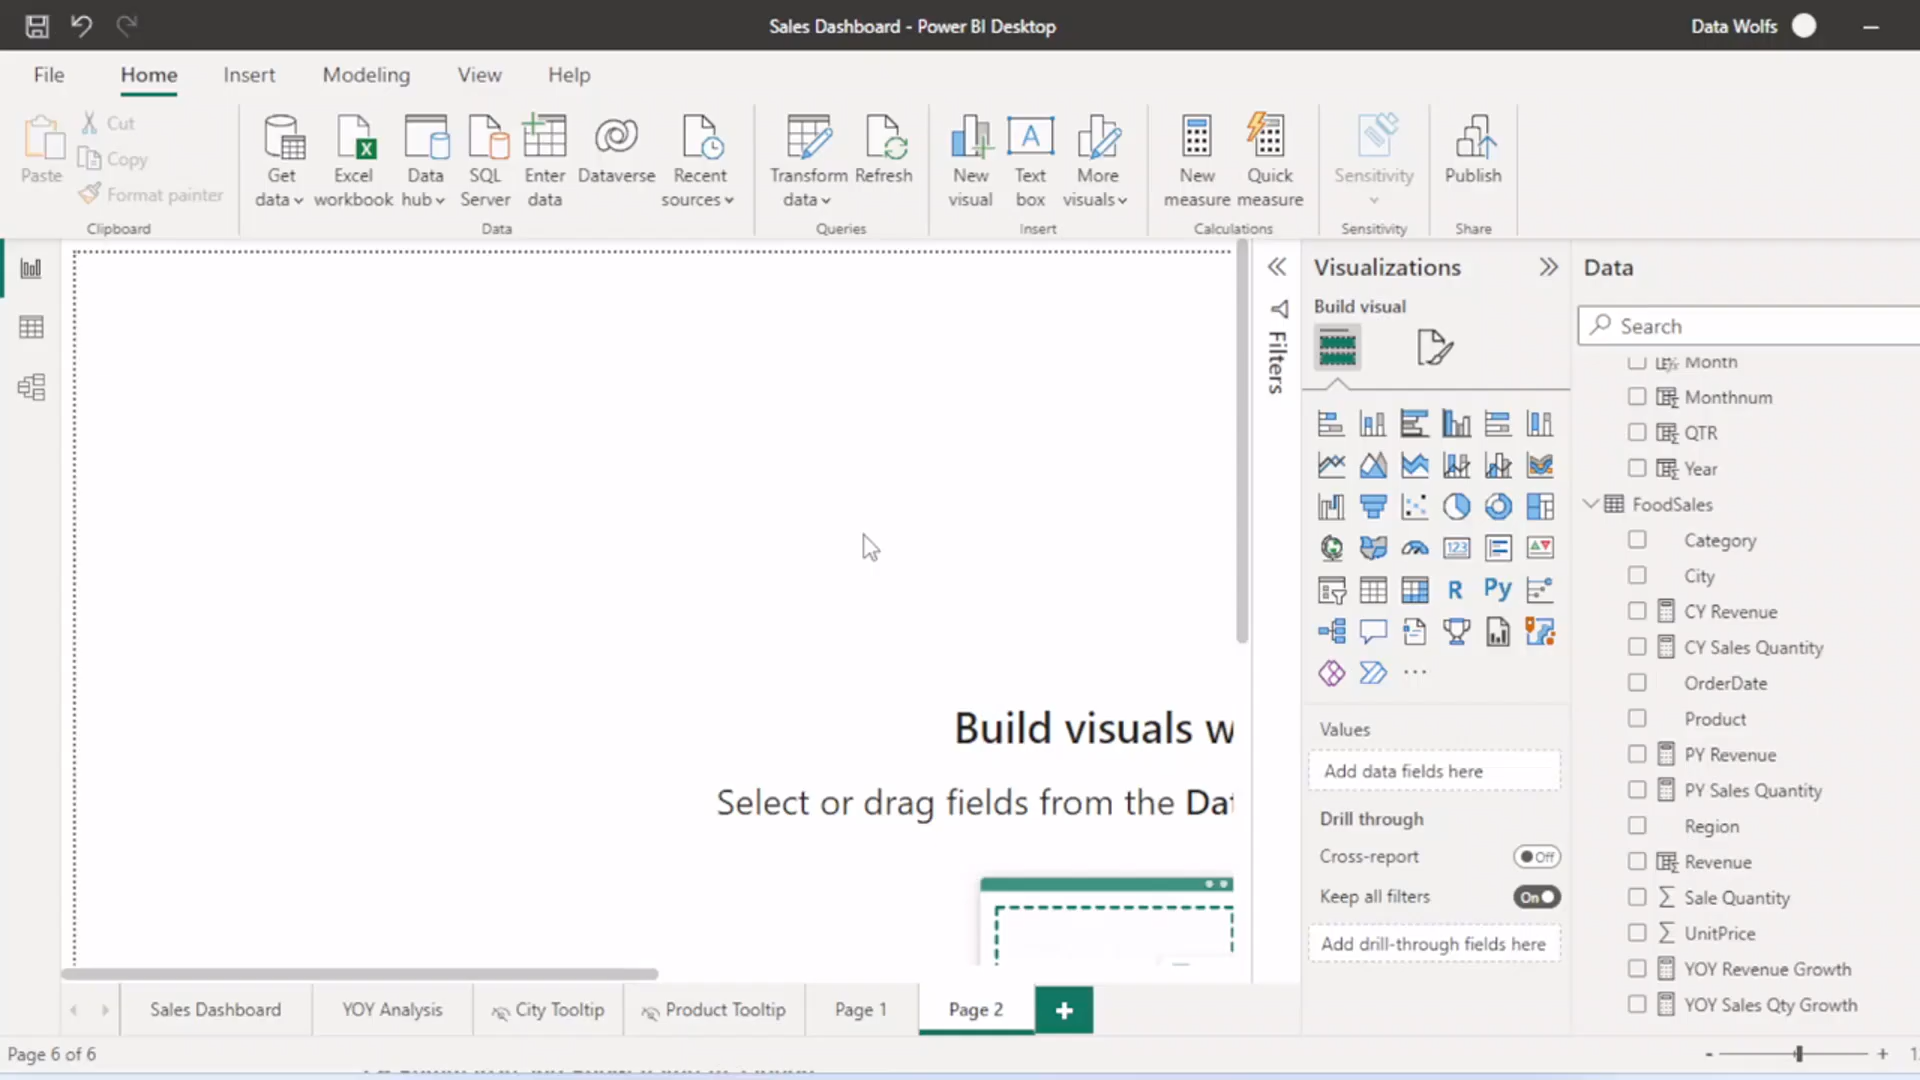 Sales Dashboard - Power BI Desktop
Data Wolfs
File Home Insert Modeling View Help
Paste
Cut
Copy
Format painter
Clipboard
Get data
Excel workbook
Data hub
SQL Server
Enter data
Dataverse
Recent sources
Data
Transform data
Refresh
Queries
New visual
Text box
More visuals
Insert
New measure
Quick measure
Calculations
Sensitivity
Sensitivity
Publish
Share
Build visuals w
Select or drag fields from the Dat
Filters
Visualizations
Build visual
123
R
Py
Values
Add data fields here
Drill through
Cross-report
Off
Keep all filters
On
Add drill-through fields here
Data
Search
Month
Monthnum
QTR
Year
FoodSales
Category
City
CY Revenue
CY Sales Quantity
OrderDate
Product
PY Revenue
PY Sales Quantity
Region
Revenue
Sale Quantity
UnitPrice
YOY Revenue Growth
YOY Sales Qty Growth
Sales Dashboard
YOY Analysis
City Tooltip
Product Tooltip
Page 1
Page 2
Page 6 of 6